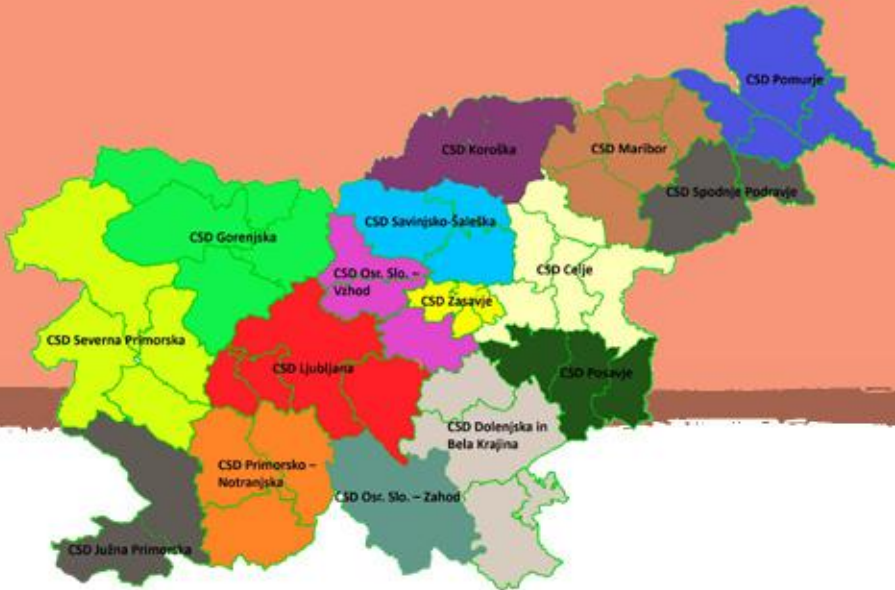 CSD Pomurje
CSD Koroška
CSD Maribor
CSD Spodnje Podravje
CSD Savinjsko-Šaleška
CSD Gorenjska
CSD Osr. Slo. –
Vzhod
CSD Celje
CSD Zasavje
CSD Severna Primorska
CSD Ljubljana
CSD Posavje
CSD Dolenjska in
Bela Krajina
CSD Primorsko –
Notranjska
CSD Osr. Slo. – Zahod
CSD Južna Primorska